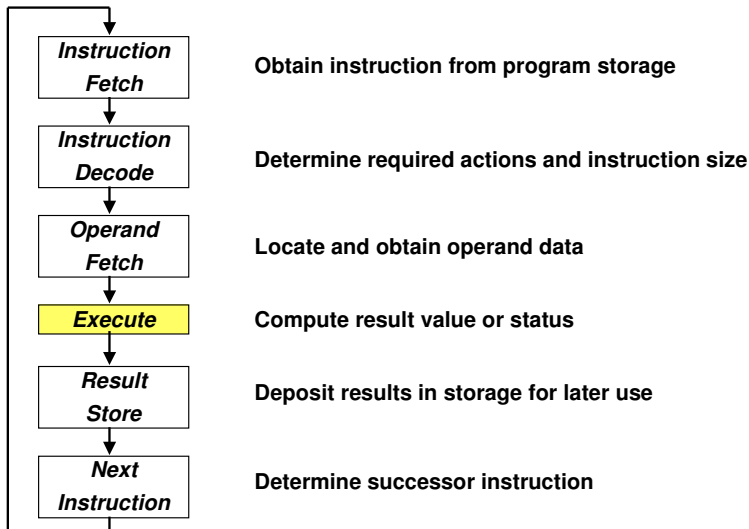 Instruction
Fetch
Obtain instruction from program storage
Instruction
Decode
Determine required actions and instruction size
Operand
Fetch
Locate and obtain operand data
Execute
Compute result value or status
Result
Store
Deposit results in storage for later use
Next
Instruction
Determine successor instruction